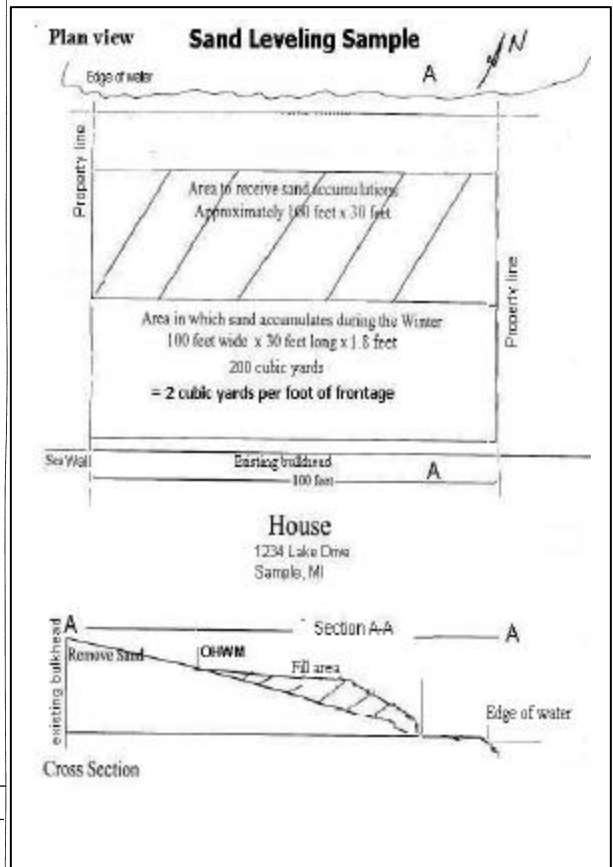 Plan view
Sand Leveling Sample
N
Edge of water
A
Property line
Area to receive sand accumulations
Approximately 100 feet x 30 feet
Property line
Area in which sand accumulates during the Winter
100 feet wide x 30 feet long x 1.8 feet
200 cubic yards
= 2 cubic yards per foot of frontage
Sea Wall
Existing bulkhead
A
100 feet
House
1234 Lake Drive
Sample, MI
existing bulkhead
A
Section A-A
A
Remove Sand
OHWM
Fill area
Edge of water
Cross Section